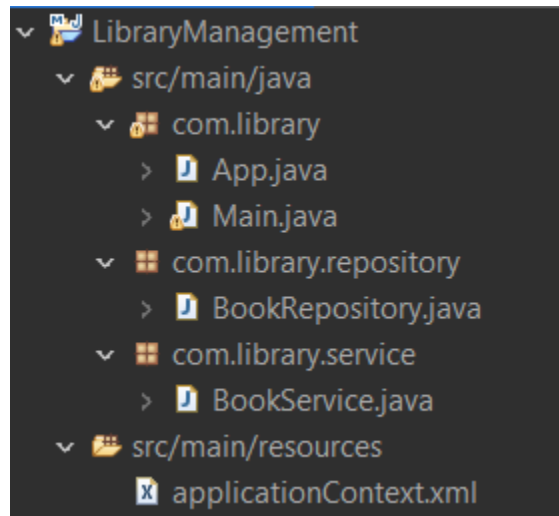 LibraryManagement
src/main/java
com.library
App.java
Main.java
com.library.repository
BookRepository.java
com.library.service
BookService.java
src/main/resources
applicationContext.xml